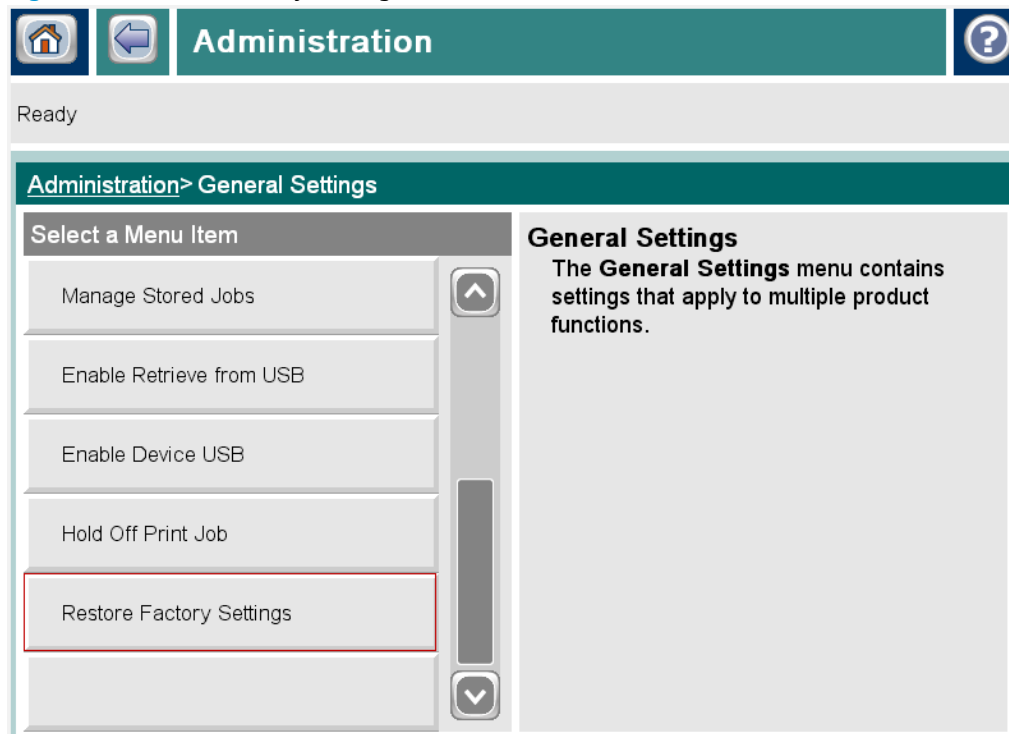 Administration
?
Ready
Administration> General Settings
Select a Menu Item
Manage Stored Jobs
Enable Retrieve from USB
Enable Device USB
Hold Off Print Job
Restore Factory Settings
General Settings
The General Settings menu contains
settings that apply to multiple product
functions.